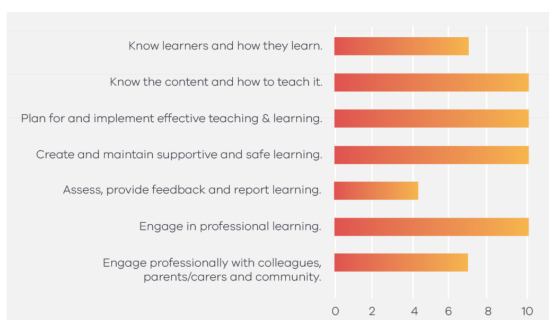 Know learners and how they learn.
Know the content and how to teach it.
Plan for and implement effective teaching & learning.
Create and maintain supportive and safe learning.
Assess, provide feedback and report learning.
Engage in professional learning.
Engage professionally with colleagues,
parents/carers and community.
0 2 4 6 8 10